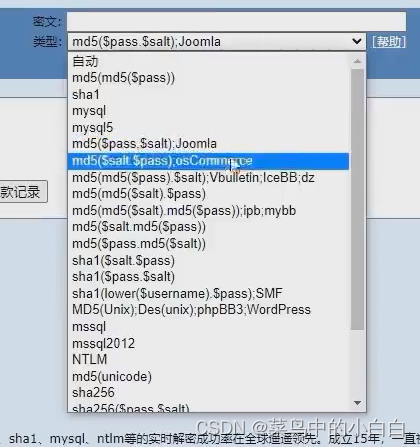 密文:
类型: md5($pass.$salt);Joomla [帮助]
自动
md5(md5($pass))
sha1
mysql
mysql5
md5($pass.$salt);Joomla
md5($salt.$pass);osCommerce
md5(md5($pass).$salt);Vbulletin;IceBB;dz
md5(md5($salt).$pass)
md5(md5($salt).md5($pass));ipb;mybb
md5($salt.md5($pass))
md5($pass.md5($salt))
sha1($salt.$pass)
sha1($pass.$salt)
sha1(lower($username).$pass);SMF
MD5(Unix);Des(unix);phpBB3;WordPress
mssql
mssql2012
NTLM
md5(unicode)
sha256
sha256($pass.$salt)
款记录
、sha1、mysql、ntlm等的实时解密成功率在全球遥遥领先。成立15年，一直
CSDN @菜鸟中的小白白